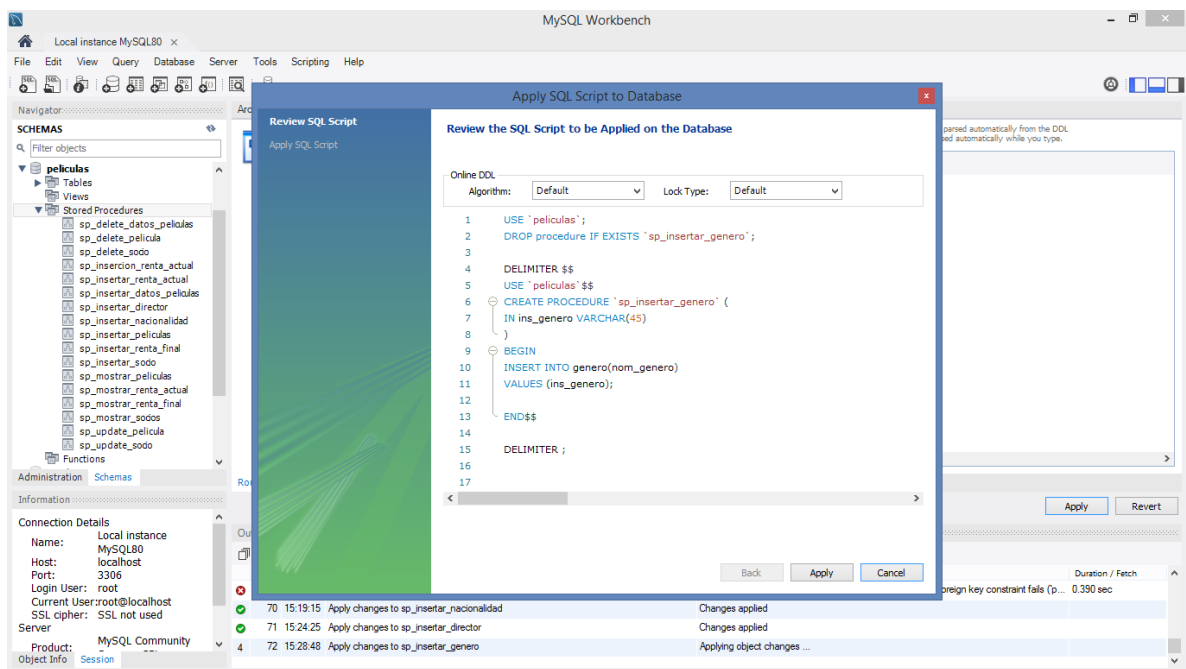 MySQL Workbench
Local instance MySQL80 ×
File Edit View Query Database Server Tools Scripting Help
Navigator
SCHEMAS
Filter objects
peliculas
Tables
Views
Stored Procedures
sp_delete_datos_peliculas
sp_delete_pelicula
sp_delete_socio
sp_insercion_renta_actual
sp_insertar_renta_actual
sp_insertar_datos_peliculas
sp_insertar_director
sp_insertar_nacionalidad
sp_insertar_peliculas
sp_insertar_renta_final
sp_insertar_socio
sp_mostrar_peliculas
sp_mostrar_renta_actual
sp_mostrar_renta_final
sp_mostrar_socios
sp_update_pelicula
sp_update_socio
Functions
Administration Schemas
Information
Connection Details
Name: Local instance MySQL80
Host: localhost
Port: 3306
Login User: root
Current User:root@localhost
SSL cipher: SSL not used
Server
Product: MySQL Community
Object Info Session
Apply SQL Script to Database
Review SQL Script
Apply SQL Script
Review the SQL Script to be Applied on the Database
Online DDL
Algorithm: Default Lock Type: Default
1 USE `peliculas`;
2 DROP procedure IF EXISTS `sp_insertar_genero`;
3
4 DELIMITER $$
5 USE `peliculas`$$
6 CREATE PROCEDURE `sp_insertar_genero` (
7 IN ins_genero VARCHAR(45)
8 )
9 BEGIN
10 INSERT INTO genero(nom_genero)
11 VALUES (ins_genero);
12
13 END$$
14
15 DELIMITER ;
16
17
Back Apply Cancel
parsed automatically from the DDL
ed automatically while you type.
Apply Revert
Duration / Fetch
oreign key constraint fails (`p... 0.390 sec
70 15:19:15 Apply changes to sp_insertar_nacionalidad Changes applied
71 15:24:25 Apply changes to sp_insertar_director Changes applied
4 72 15:28:48 Apply changes to sp_insertar_genero Applying object changes ...